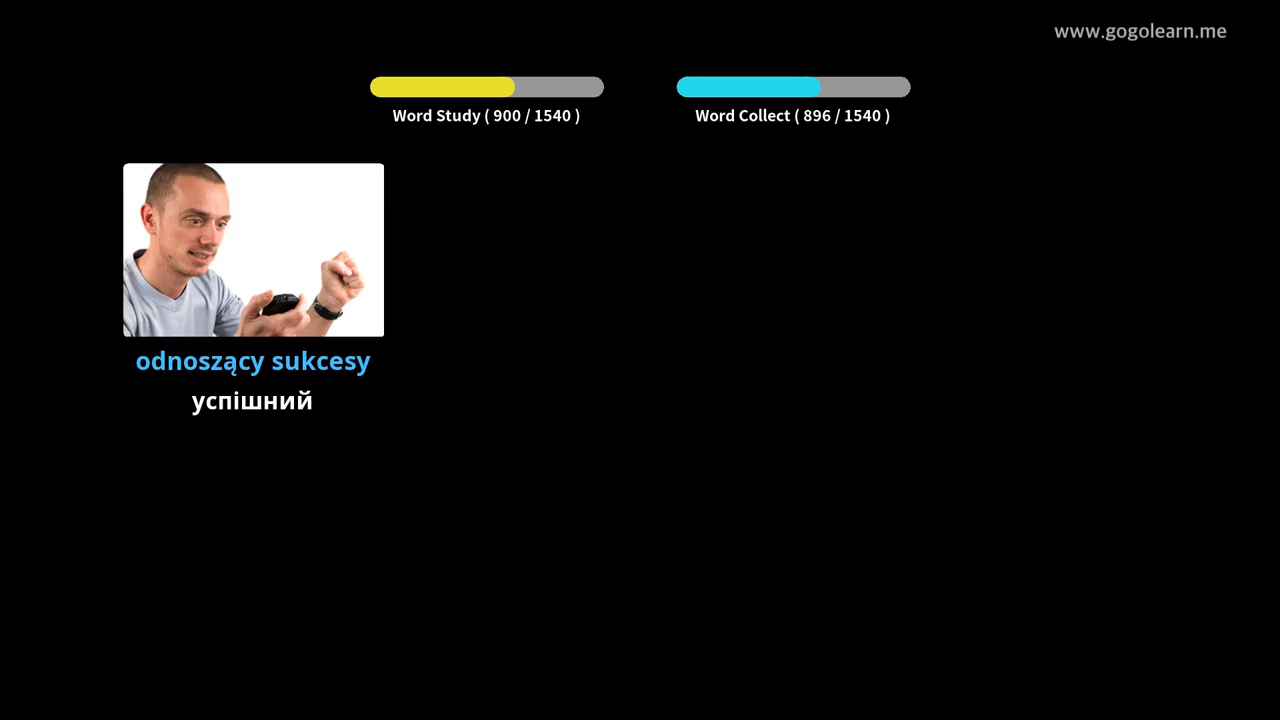 www.gogolearn.me
Word Study ( 900 / 1540 )
Word Collect ( 896 / 1540 )
odnoszący sukcesy
успішний